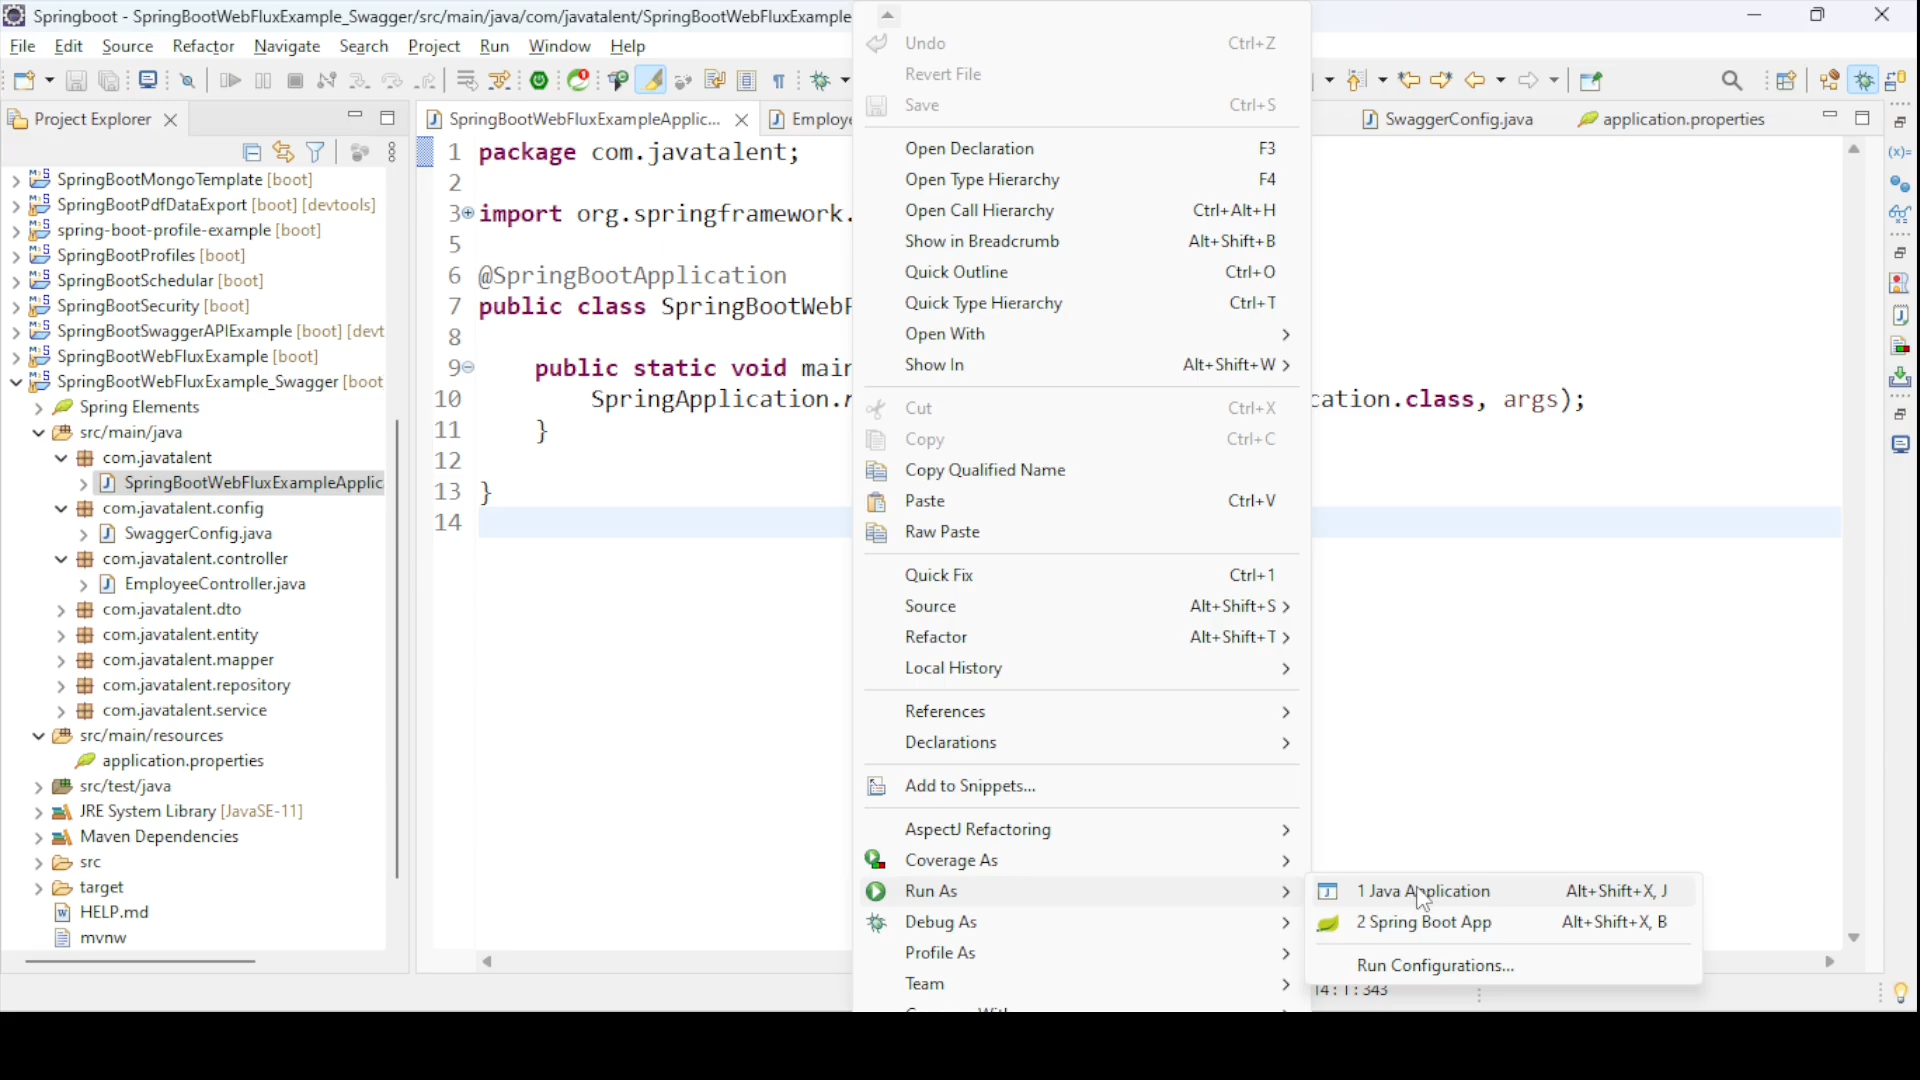 Springboot - SpringBootWebFluxExample_Swagger/src/main/java/com/javatalent/SpringBootWebFluxExample
File Edit Source Refactor Navigate Search Project Run Window Help
Project Explorer
SpringBootMongoTemplate [boot]
SpringBootPdfDataExport [boot] [devtools]
spring-boot-profile-example [boot]
SpringBootProfiles [boot]
SpringBootSchedular [boot]
SpringBootSecurity [boot]
SpringBootSwaggerAPIExample [boot] [devt
SpringBootWebFluxExample [boot]
SpringBootWebFluxExample_Swagger [boot
Spring Elements
src/main/java
com.javatalent
SpringBootWebFluxExampleApplic
com.javatalent.config
SwaggerConfig.java
com.javatalent.controller
EmployeeController.java
com.javatalent.dto
com.javatalent.entity
com.javatalent.mapper
com.javatalent.repository
com.javatalent.service
src/main/resources
application.properties
src/test/java
JRE System Library [JavaSE-11]
Maven Dependencies
src
target
HELP.md
mvnw
SpringBootWebFluxExampleApplic... Employe SwaggerConfig.java application.properties
1 package com.javatalent;
2
3 import org.springframework.
5
6 @SpringBootApplication
7 public class SpringBootWebF
8
9 public static void main
10 SpringApplication.r cation.class, args);
11 }
12
13 }
14
Undo Ctrl+Z
Revert File
Save Ctrl+S
Open Declaration F3
Open Type Hierarchy F4
Open Call Hierarchy Ctrl+Alt+H
Show in Breadcrumb Alt+Shift+B
Quick Outline Ctrl+O
Quick Type Hierarchy Ctrl+T
Open With
Show In Alt+Shift+W
Cut Ctrl+X
Copy Ctrl+C
Copy Qualified Name
Paste Ctrl+V
Raw Paste
Quick Fix Ctrl+1
Source Alt+Shift+S
Refactor Alt+Shift+T
Local History
References
Declarations
Add to Snippets...
AspectJ Refactoring
Coverage As
Run As
Debug As
Profile As
Team
1 Java Application Alt+Shift+X, J
2 Spring Boot App Alt+Shift+X, B
Run Configurations...
14 : 1 : 343
(x)=